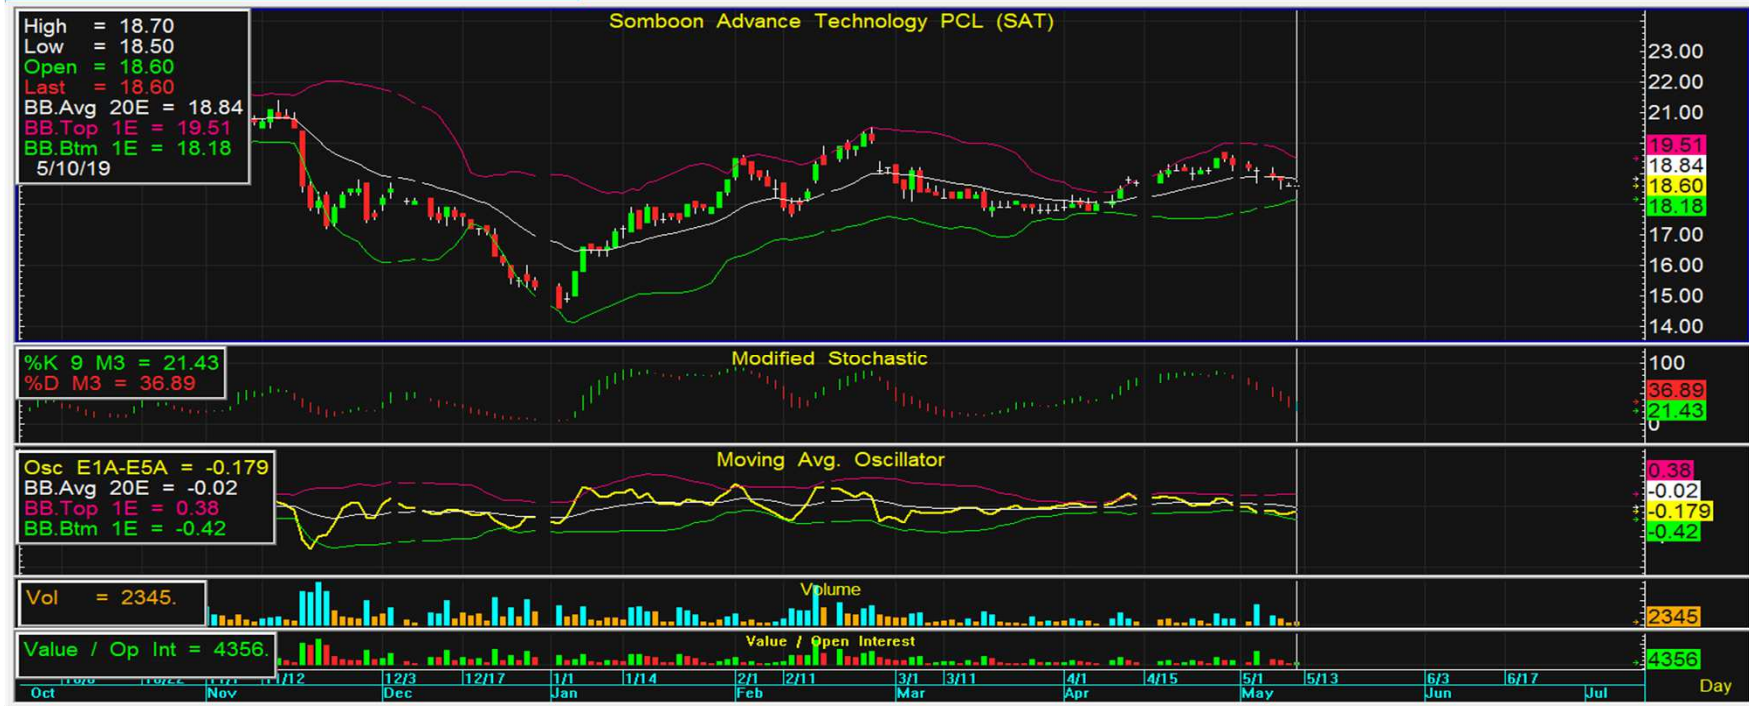 Somboon Advance Technology PCL (SAT)
High = 18.70
Low = 18.50
Open = 18.60
Last = 18.60
BB.Avg 20E = 18.84
BB.Top 1E = 19.51
BB.Btm 1E = 18.18
5/10/19
23.00
22.00
21.00
19.51
18.84
18.60
18.18
17.00
16.00
15.00
14.00
Modified Stochastic
%K 9 M3 = 21.43
%D M3 = 36.89
100
36.89
21.43
0
Moving Avg. Oscillator
Osc E1A-E5A = -0.179
BB.Avg 20E = -0.02
BB.Top 1E = 0.38
BB.Btm 1E = -0.42
0.38
-0.02
-0.179
-0.42
Volume
Vol = 2345.
2345
Value / Open Interest
Value / Op Int = 4356.
4356
12/3 12/17 1/1 1/14 2/1 2/11 3/1 3/11 4/1 4/15 5/1 5/13 6/3 6/17
Oct Nov Dec Jan Feb Mar Apr May Jun Jul
Day